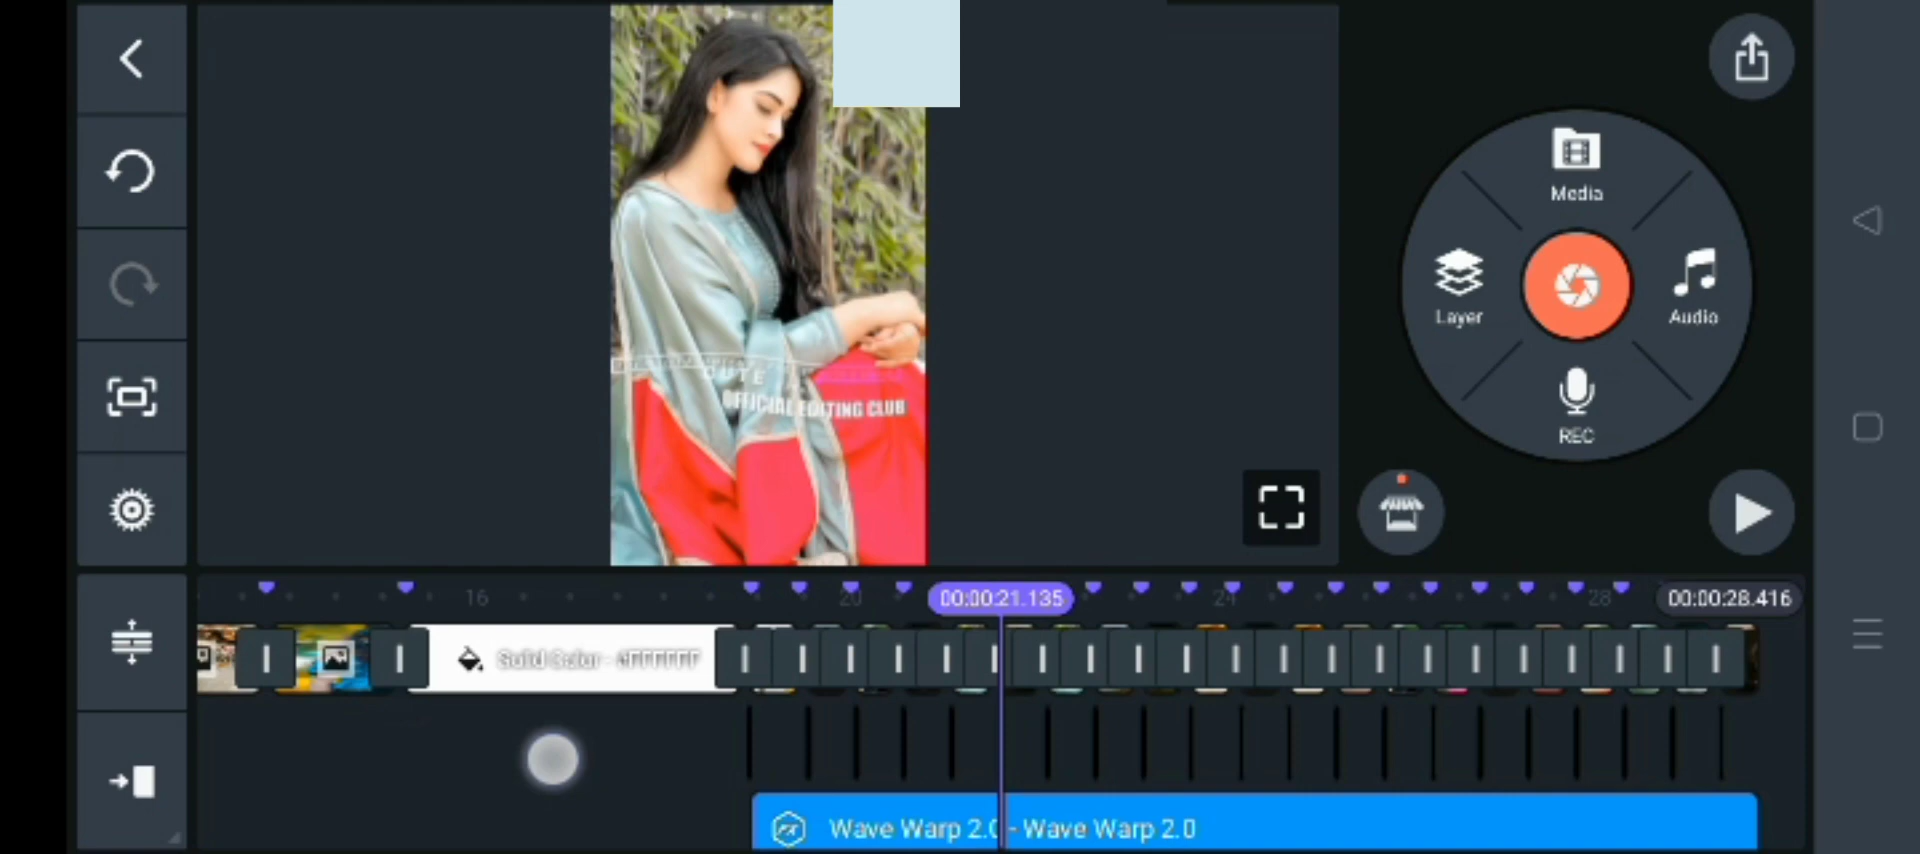 Media
Layer
Audio
REC
CUTE
OFFICIAL EDITING CLUB
16
20
00:00:21.135
24
28
00:00:28.416
Solid Color - #FFFFFF
Wave Warp 2.0 - Wave Warp 2.0